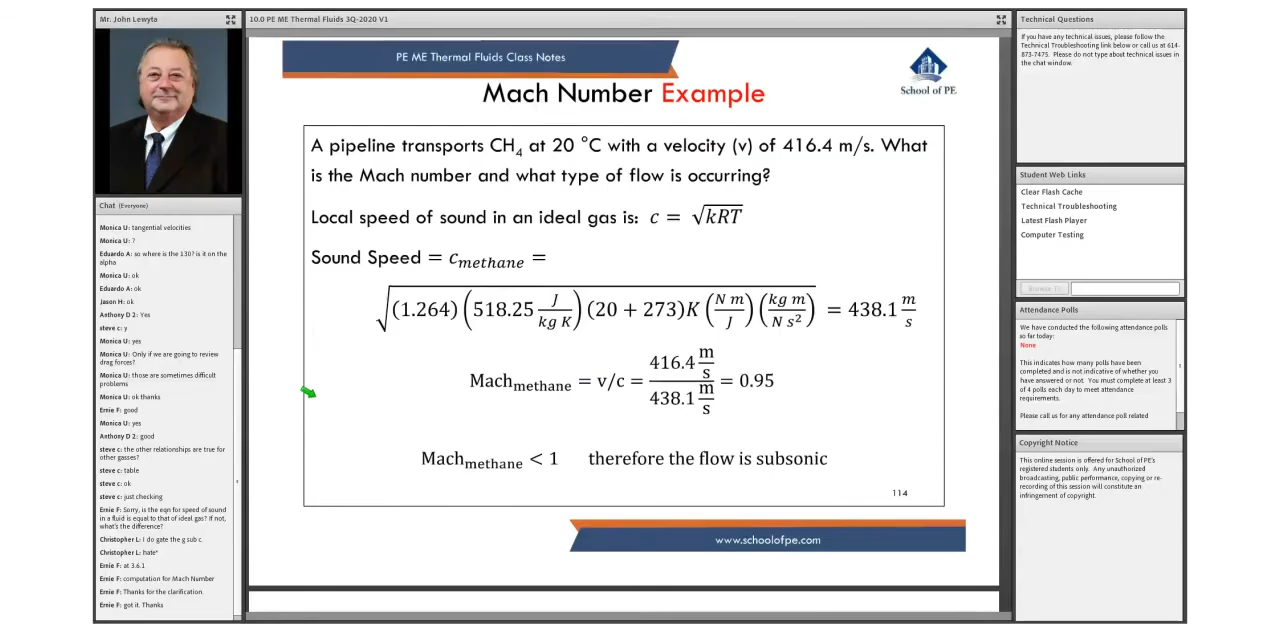 Mr. John Lewyta
Chat (Everyone)
Monica U: tangential velocities
Monica U: ?
Eduardo A: so where is the 130? is it on the
alpha
Monica U: ok
Eduardo A: ok
Jason H: ok
Anthony D 2: Yes
steve c: y
Monica U: yes
Monica U: Only if we are going to review
drag forces?
Monica U: those are sometimes difficult
problems
Monica U: ok thanks
Ernie F: good
Monica U: yes
Anthony D 2: good
steve c: the other relationships are true for
other gasses?
steve c: table
steve c: ok
steve c: just checking
Ernie F: Sorry, is the eqn for speed of sound
in a fluid is equal to that of ideal gas? If not,
what's the difference?
Christopher L: I do gate the g sub c.
Christopher L: hate*
Ernie F: at 3.6.1
Ernie F: computation for Mach Number
Ernie F: Thanks for the clarification
Ernie F: got it. Thanks
10.0 PE ME Thermal Fluids 3Q-2020 V1
PE ME Thermal Fluids Class Notes
School of PE
Mach Number Example
A pipeline transports CH₄ at 20 °C with a velocity (v) of 416.4 m/s. What
is the Mach number and what type of flow is occurring?
Local speed of sound in an ideal gas is: c = √kRT
Sound Speed = c_methane =
√(1.264) (518.25 J/kg K) (20 + 273)K (N m/J) (kg m/N s²) = 438.1 m/s
Mach_methane = v/c = 416.4 m/s / 438.1 m/s = 0.95
Mach_methane < 1 therefore the flow is subsonic
114
www.schoolofpe.com
Technical Questions
If you have any technical issues, please follow the
Technical Troubleshooting link below or call us at 614-
873-7475. Please do not type about technical issues in
the chat window.
Student Web Links
Clear Flash Cache
Technical Troubleshooting
Latest Flash Player
Computer Testing
Browse To
Attendance Polls
We have conducted the following attendance polls
so far today:
None
This indicates how many polls have been
completed and is not indicative of whether you
have answered or not. You must complete at least 3
of 4 polls each day to meet attendance
requirements.
Please call us for any attendance poll related
Copyright Notice
This online session is offered for School of PE's
registered students only. Any unauthorized
broadcasting, public performance, copying or re-
recording of this session will constitute an
infringement of copyright.